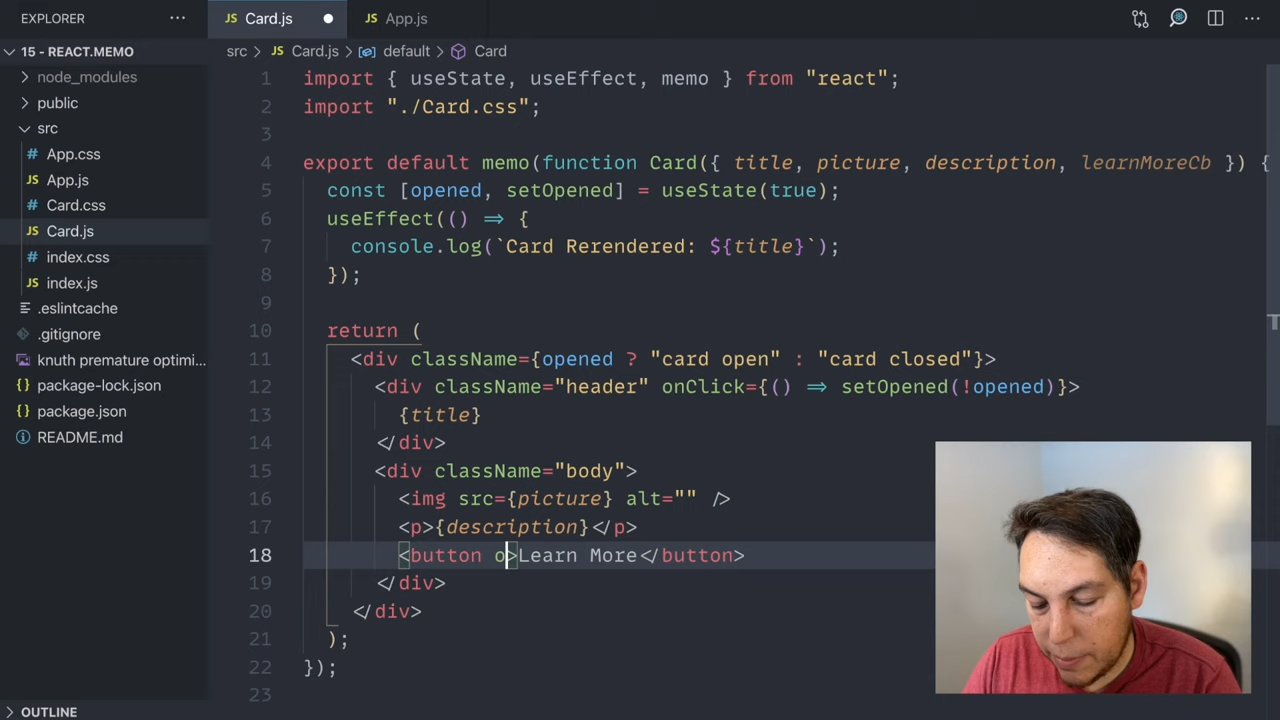 EXPLORER ···
JS Card.js
JS App.js
···
15 - REACT.MEMO
node_modules
public
src
# App.css
JS App.js
# Card.css
JS Card.js
# index.css
JS index.js
.eslintcache
.gitignore
knuth premature optimi...
{} package-lock.json
{} package.json
README.md
OUTLINE
src > JS Card.js > default > Card
1 import { useState, useEffect, memo } from "react";
2 import "./Card.css";
3
4 export default memo(function Card({ title, picture, description, learnMoreCb }) {
5 const [opened, setOpened] = useState(true);
6 useEffect(() ⇒ {
7 console.log(`Card Rerendered: ${title}`);
8 });
9
10 return (
11 <div className={opened ? "card open" : "card closed"}>
12 <div className="header" onClick={() ⇒ setOpened(!opened)}>
13 {title}
14 </div>
15 <div className="body">
16 <img src={picture} alt="" />
17 <p>{description}</p>
18 <button o>Learn More</button>
19 </div>
20 </div>
21 );
22 });
23